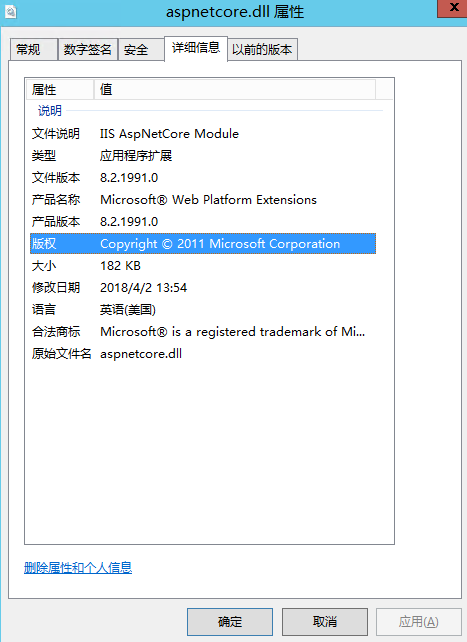 aspnetcore.dll 属性
常规 数字签名 安全 详细信息 以前的版本
属性 值
说明
文件说明 IIS AspNetCore Module
类型 应用程序扩展
文件版本 8.2.1991.0
产品名称 Microsoft® Web Platform Extensions
产品版本 8.2.1991.0
版权 Copyright © 2011 Microsoft Corporation
大小 182 KB
修改日期 2018/4/2 13:54
语言 英语(美国)
合法商标 Microsoft® is a registered trademark of Mi...
原始文件名 aspnetcore.dll
删除属性和个人信息
确定 取消 应用(A)